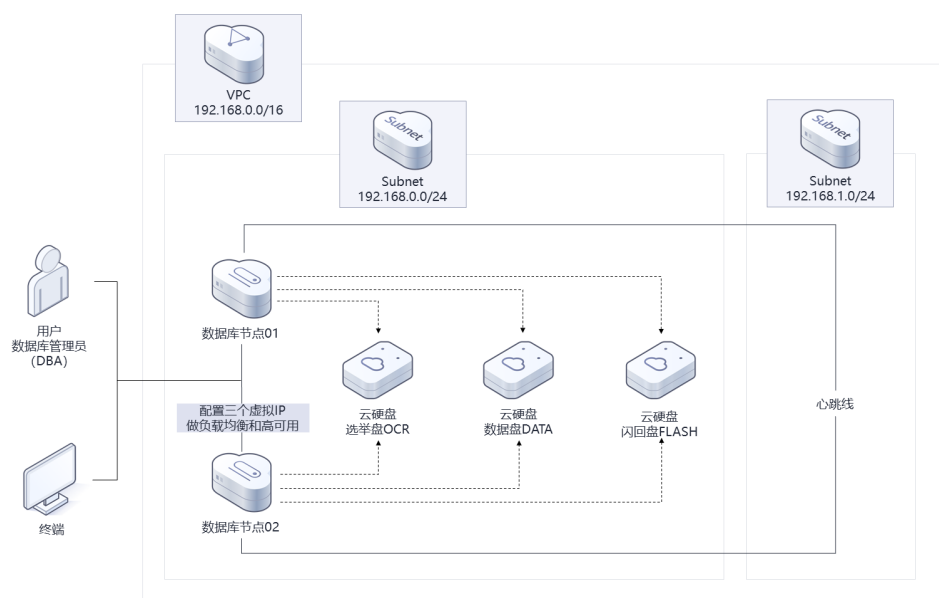 VPC
192.168.0.0/16
Subnet
Subnet
192.168.0.0/24
Subnet
Subnet
192.168.1.0/24
用户
数据库管理员
（DBA）
终端
数据库节点01
配置三个虚拟IP
做负载均衡和高可用
数据库节点02
云硬盘
选举盘OCR
云硬盘
数据盘DATA
云硬盘
闪回盘FLASH
心跳线